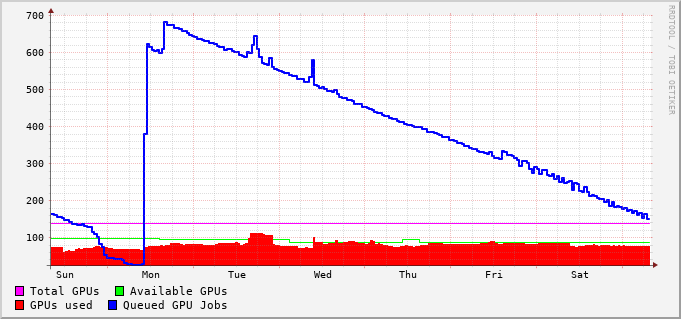 700
600
500
400
300
200
100
Sun Mon Tue Wed Thu Fri Sat
Total GPUs Available GPUs
GPUs used Queued GPU Jobs
RRDTOOL / TOBI OETIKER